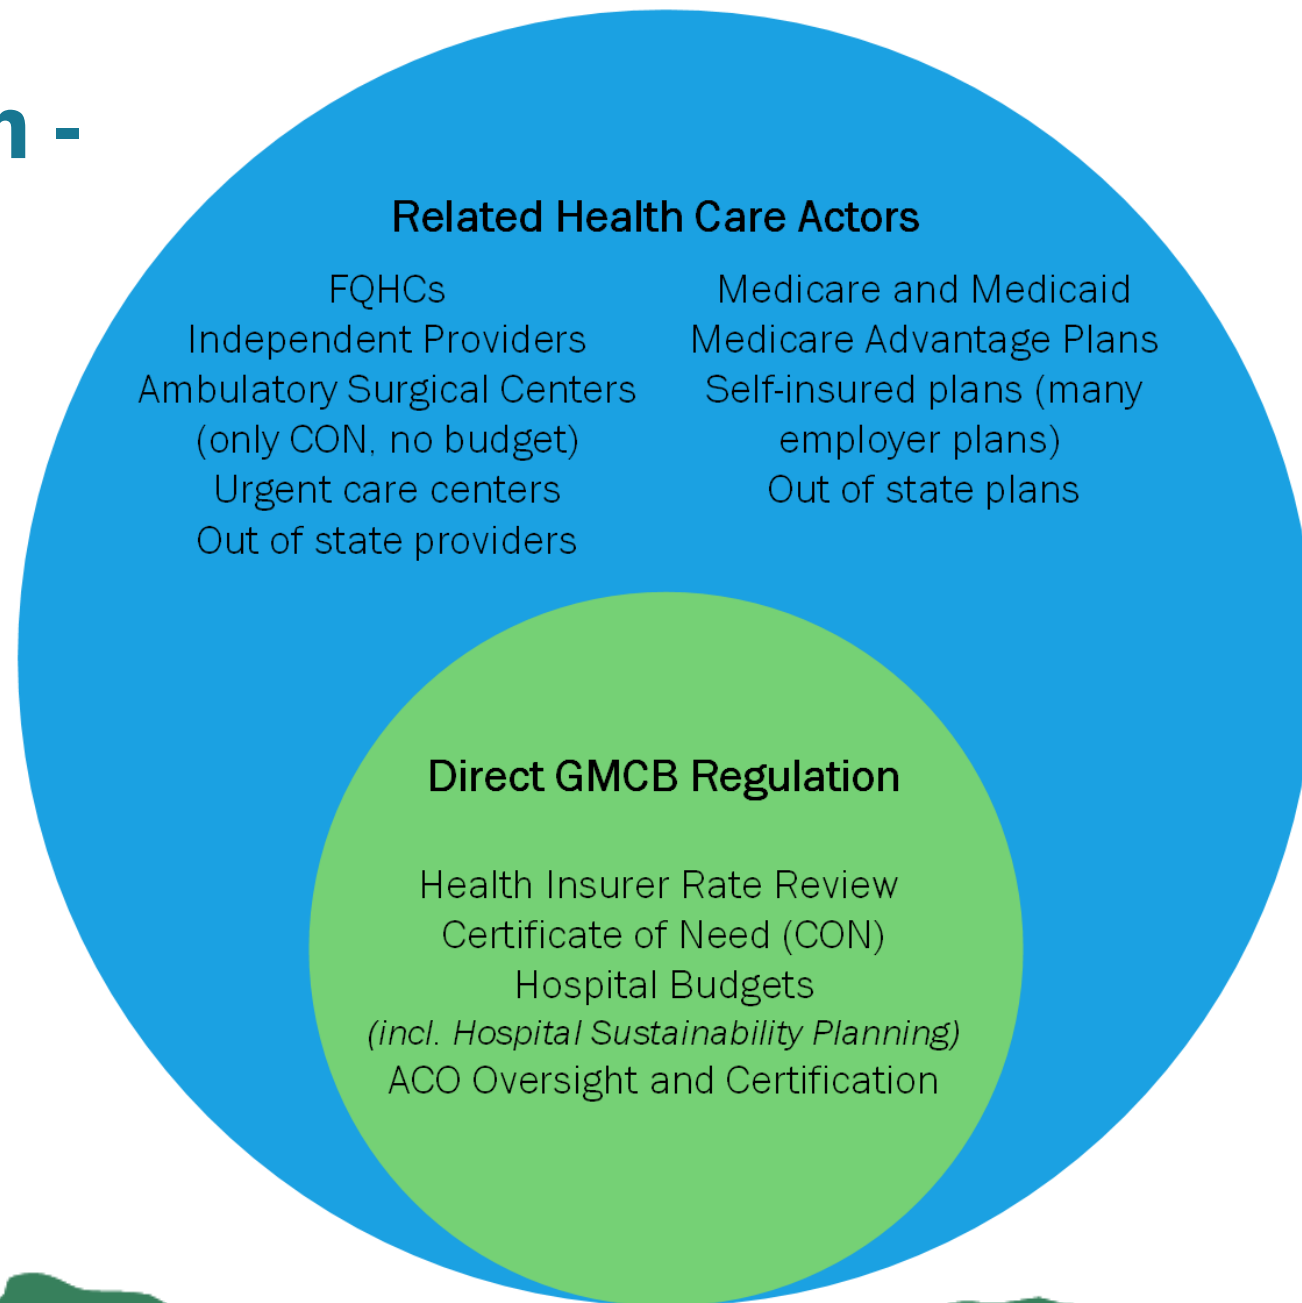 n -
Related Health Care Actors
FQHCs
Independent Providers
Ambulatory Surgical Centers
(only CON, no budget)
Urgent care centers
Out of state providers
Medicare and Medicaid
Medicare Advantage Plans
Self-insured plans (many
employer plans)
Out of state plans
Direct GMCB Regulation
Health Insurer Rate Review
Certificate of Need (CON)
Hospital Budgets
(incl. Hospital Sustainability Planning)
ACO Oversight and Certification